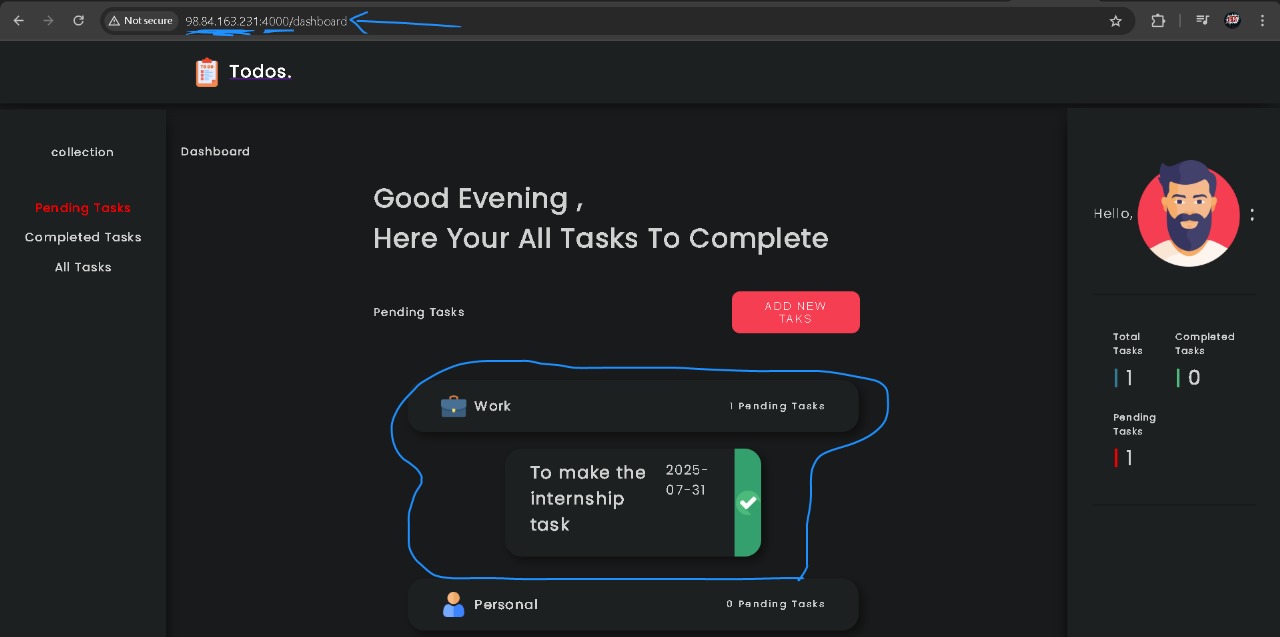 Not secure
98.84.163.231:4000/dashboard
Todos.
collection
Pending Tasks
Completed Tasks
All Tasks
Dashboard
Good Evening ,
Here Your All Tasks To Complete
Pending Tasks
ADD NEW
TAKS
Work
1 Pending Tasks
To make the
internship
task
2025-
07-31
Personal
0 Pending Tasks
Hello,
:
Total
Tasks
1
Completed
Tasks
0
Pending
Tasks
1